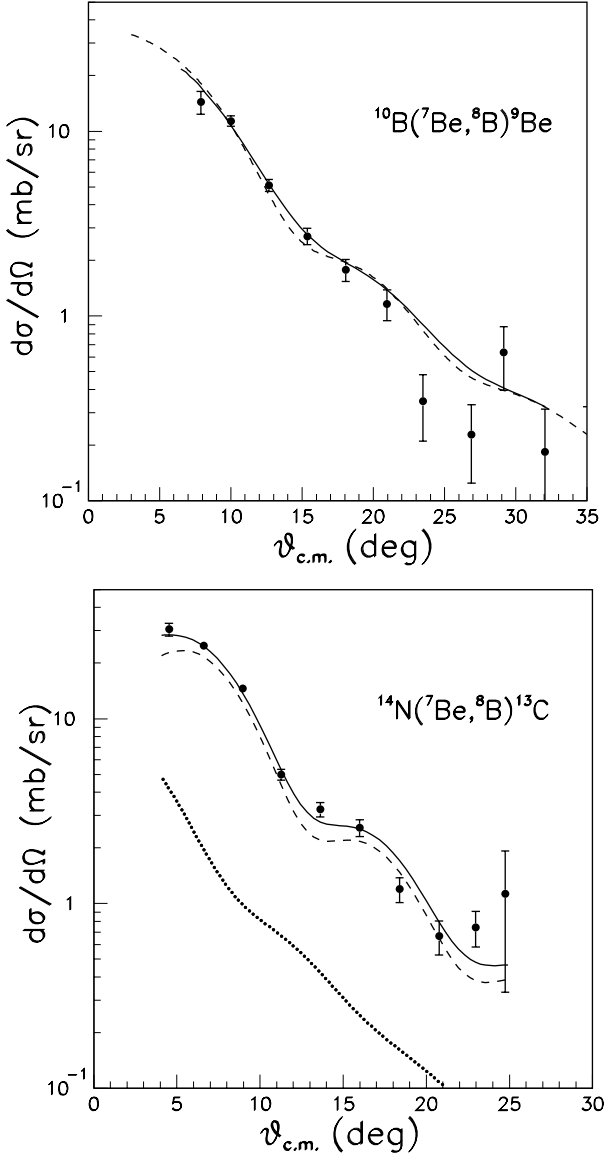 ¹⁰B(⁷Be,⁸B)⁹Be
dσ/dΩ (mb/sr)
10
1
10⁻¹
0 5 10 15 20 25 30 35
ϑc.m. (deg)
¹⁴N(⁷Be,⁸B)¹³C
dσ/dΩ (mb/sr)
10
1
10⁻¹
0 5 10 15 20 25 30
ϑc.m. (deg)